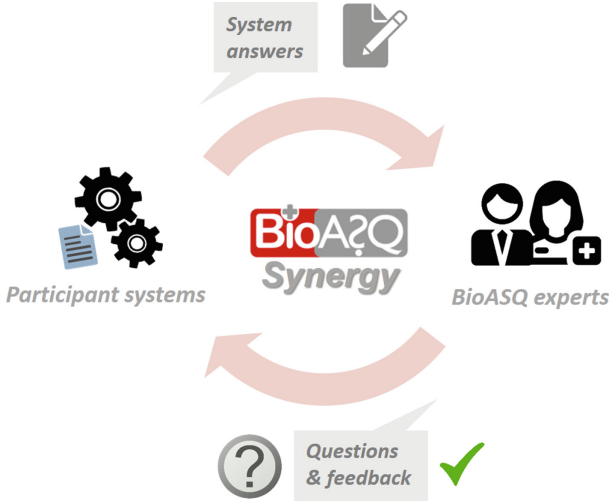 System
answers
BioASQ
Synergy
Participant systems
BioASQ experts
?
Questions
& feedback